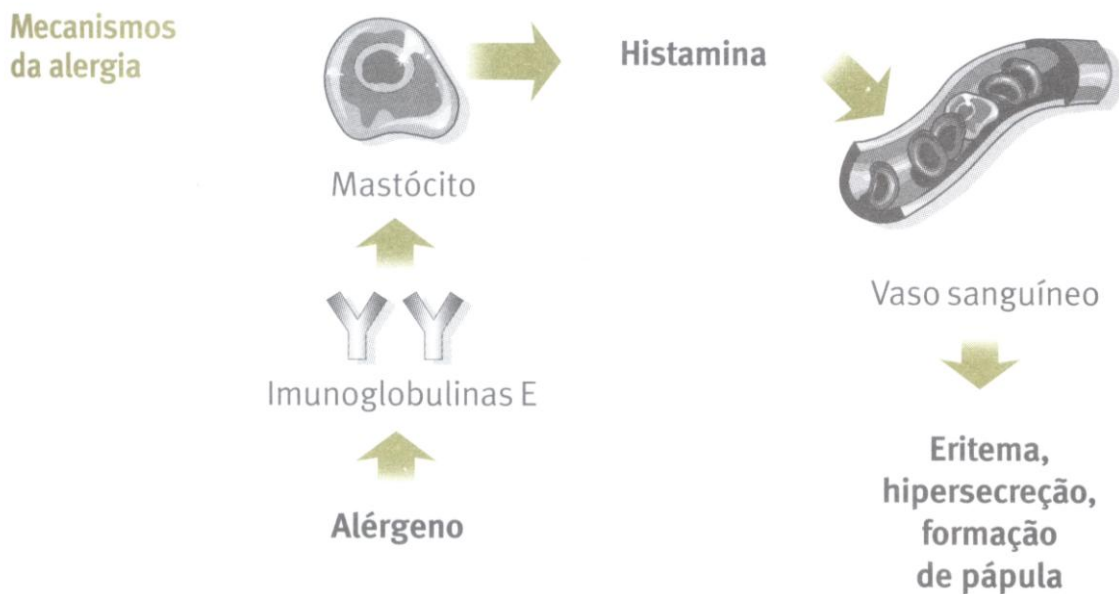 Mecanismos
da alergia
Histamina
Mastócito
Imunoglobulinas E
Alérgeno
Vaso sanguíneo
Eritema,
hipersecreção,
formação
de pápula